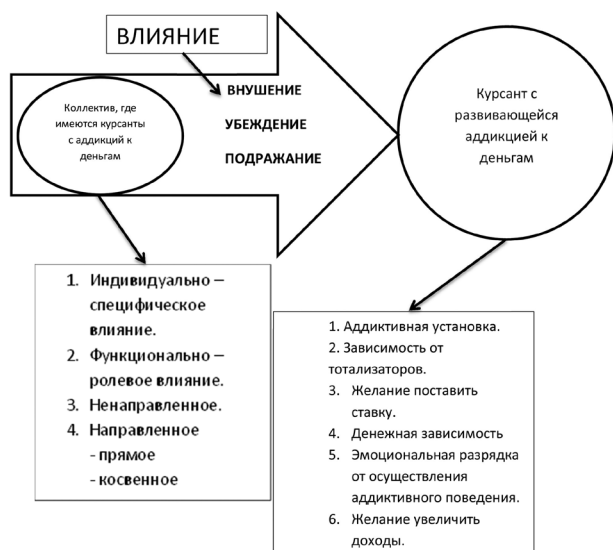 ВЛИЯНИЕ
Коллектив, где
имеются курсанты
с аддикций к
деньгам
ВНУШЕНИЕ
УБЕЖДЕНИЕ
ПОДРАЖАНИЕ
Курсант с
развивающейся
аддикцией к
деньгам
1. Индивидуально –
специфическое
влияние.
2. Функционально –
ролевое влияние.
3. Ненаправленное.
4. Направленное
- прямое
- косвенное
1. Аддиктивная установка.
2. Зависимость от
тотализаторов.
3. Желание поставить
ставку.
4. Денежная зависимость
5. Эмоциональная разрядка
от осуществления
аддиктивного поведения.
6. Желание увеличить
доходы.